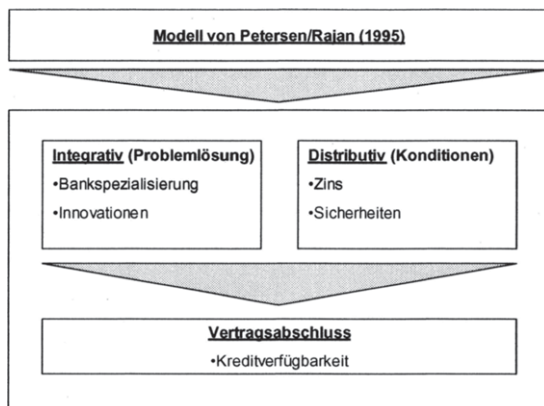 Modell von Petersen/Rajan (1995)
Integrativ (Problemlösung)
•Bankspezialisierung
•Innovationen
Distributiv (Konditionen)
•Zins
•Sicherheiten
Vertragsabschluss
•Kreditverfügbarkeit